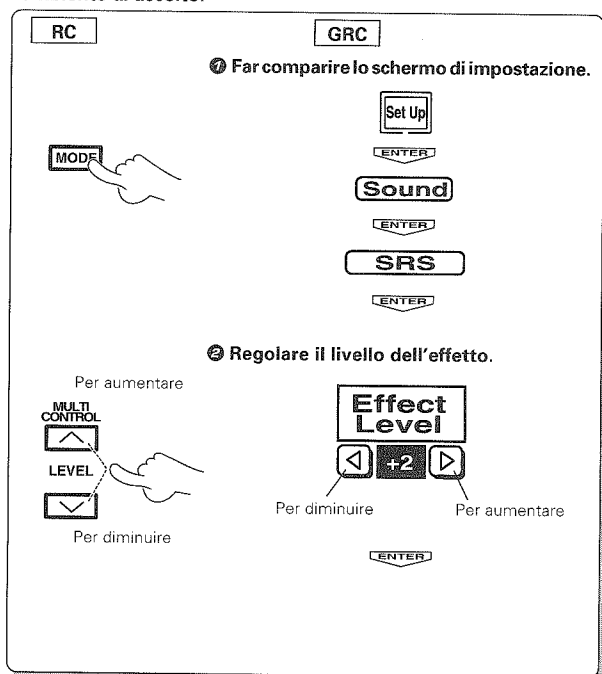 di ascolto.
RC
GRC
❶ Far comparire lo schermo di impostazione.
Set Up
MODE
ENTER
Sound
ENTER
SRS
ENTER
❷ Regolare il livello dell'effetto.
Per aumentare
MULTI
CONTROL
LEVEL
Per diminuire
Effect
Level
+2
Per diminuire
Per aumentare
ENTER